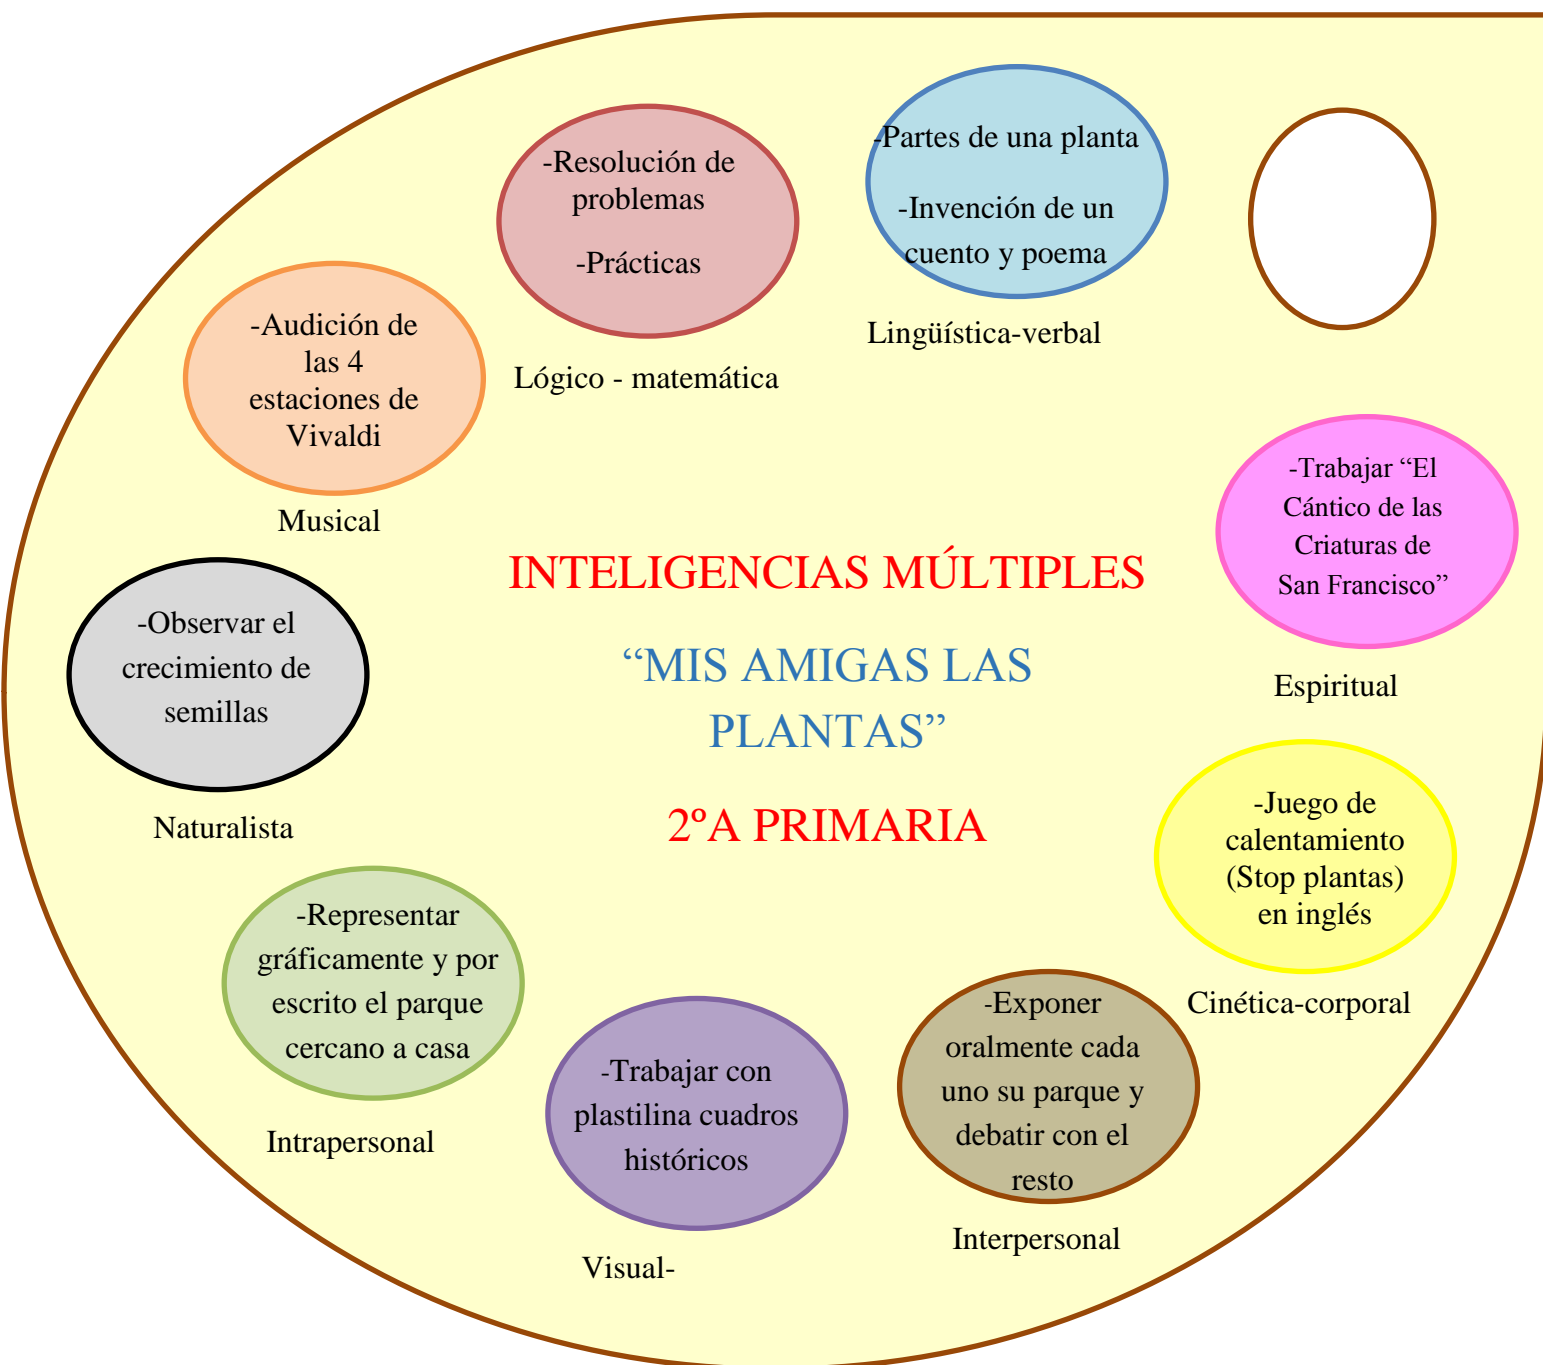 -Partes de una planta
-Invención de un
cuento y poema
Lingüística-verbal
-Resolución de
problemas
-Prácticas
Lógico - matemática
-Audición de
las 4
estaciones de
Vivaldi
Musical
-Trabajar “El
Cántico de las
Criaturas de
San Francisco”
Espiritual
INTELIGENCIAS MÚLTIPLES
“MIS AMIGAS LAS
PLANTAS”
2ºA PRIMARIA
-Observar el
crecimiento de
semillas
Naturalista
-Juego de
calentamiento
(Stop plantas)
en inglés
Cinética-corporal
-Representar
gráficamente y por
escrito el parque
cercano a casa
Intrapersonal
-Trabajar con
plastilina cuadros
históricos
Visual-
-Exponer
oralmente cada
uno su parque y
debatir con el
resto
Interpersonal